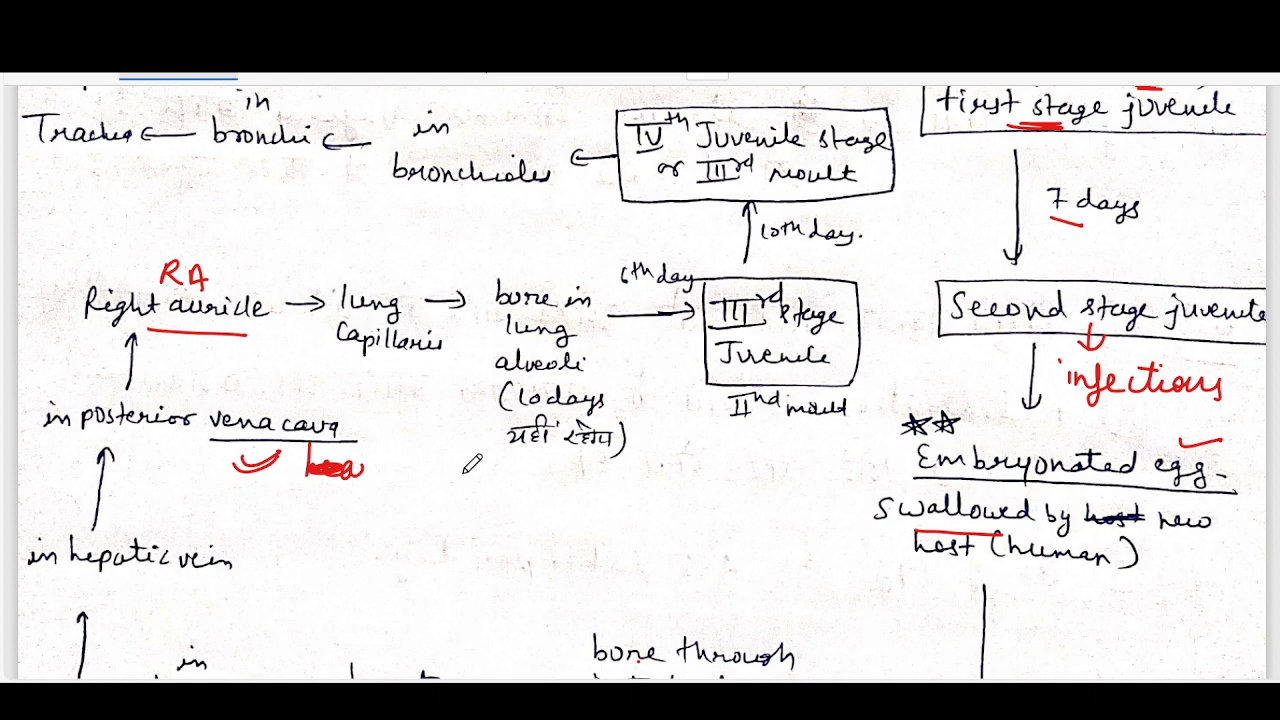 first stage juvenile
in
Trachea ← bronchi ← in
bronchioles
IVth Juvenile stage
or IIIrd moult
7 days
10th day.
RA
Right auricle → lung
capillaris
→ bore in
lung
alveoli
(10 days
यही रहेगा)
6th day
IIIrd stage
Juvenile
IInd moult
Second stage juvenile
infectious
in posterior vena cava
Embryonated egg-
swallowed by host new
host (human)
in hepatic vein
in
bore through